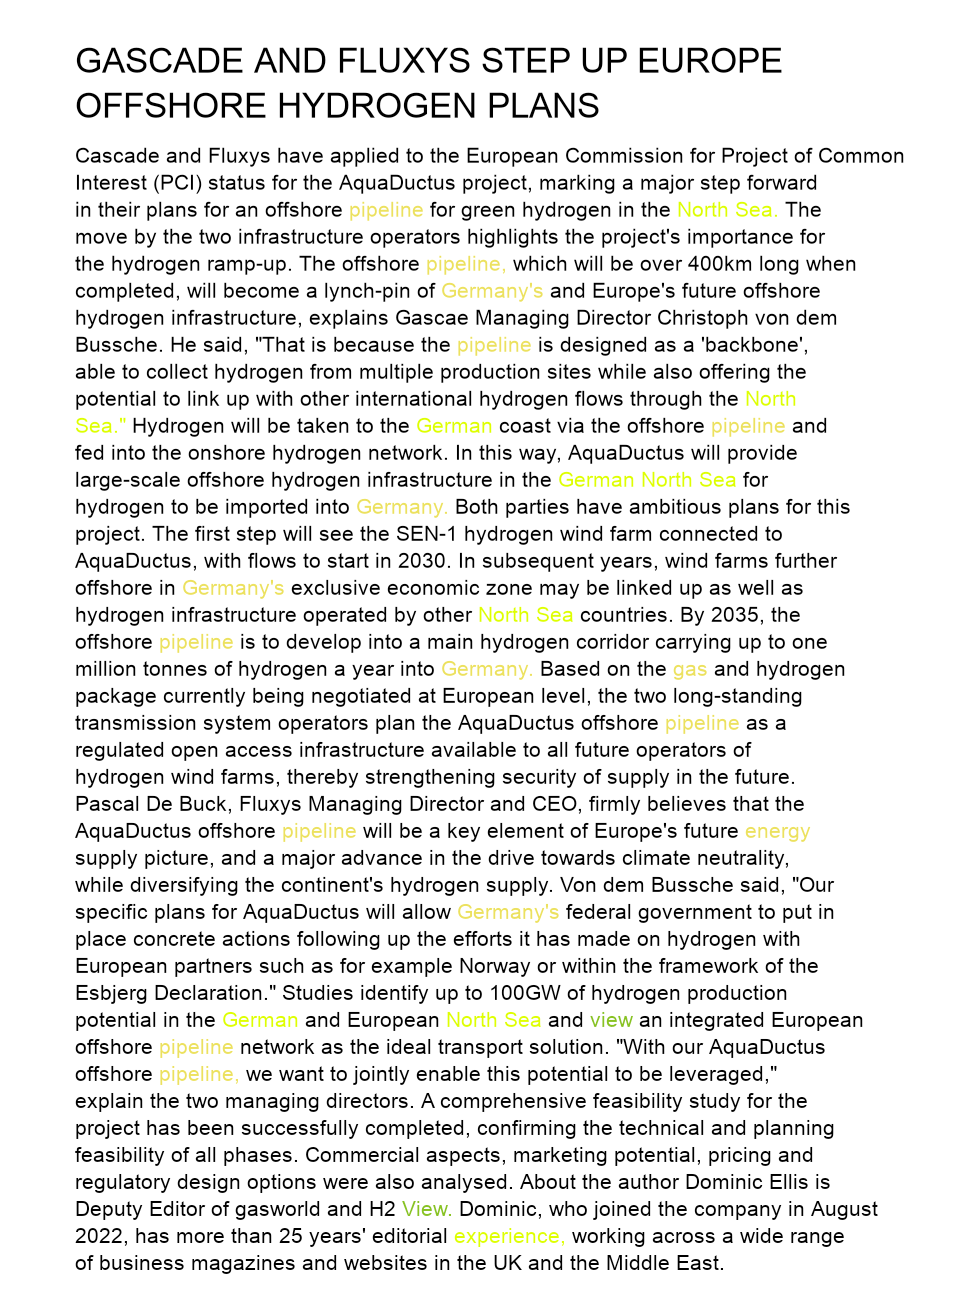 GASCADE AND FLUXYS STEP UP EUROPE
OFFSHORE HYDROGEN PLANS
Cascade and Fluxys have applied to the European Commission for Project of Common
Interest (PCI) status for the AquaDuctus project, marking a major step forward
in their plans for an offshore pipeline for green hydrogen in the North Sea. The
move by the two infrastructure operators highlights the project's importance for
the hydrogen ramp-up. The offshore pipeline, which will be over 400km long when
completed, will become a lynch-pin of Germany's and Europe's future offshore
hydrogen infrastructure, explains Gascae Managing Director Christoph von dem
Bussche. He said, "That is because the pipeline is designed as a 'backbone',
able to collect hydrogen from multiple production sites while also offering the
potential to link up with other international hydrogen flows through the North
Sea." Hydrogen will be taken to the German coast via the offshore pipeline and
fed into the onshore hydrogen network. In this way, AquaDuctus will provide
large-scale offshore hydrogen infrastructure in the German North Sea for
hydrogen to be imported into Germany. Both parties have ambitious plans for this
project. The first step will see the SEN-1 hydrogen wind farm connected to
AquaDuctus, with flows to start in 2030. In subsequent years, wind farms further
offshore in Germany's exclusive economic zone may be linked up as well as
hydrogen infrastructure operated by other North Sea countries. By 2035, the
offshore pipeline is to develop into a main hydrogen corridor carrying up to one
million tonnes of hydrogen a year into Germany. Based on the gas and hydrogen
package currently being negotiated at European level, the two long-standing
transmission system operators plan the AquaDuctus offshore pipeline as a
regulated open access infrastructure available to all future operators of
hydrogen wind farms, thereby strengthening security of supply in the future.
Pascal De Buck, Fluxys Managing Director and CEO, firmly believes that the
AquaDuctus offshore pipeline will be a key element of Europe's future energy
supply picture, and a major advance in the drive towards climate neutrality,
while diversifying the continent's hydrogen supply. Von dem Bussche said, "Our
specific plans for AquaDuctus will allow Germany's federal government to put in
place concrete actions following up the efforts it has made on hydrogen with
European partners such as for example Norway or within the framework of the
Esbjerg Declaration." Studies identify up to 100GW of hydrogen production
potential in the German and European North Sea and view an integrated European
offshore pipeline network as the ideal transport solution. "With our AquaDuctus
offshore pipeline, we want to jointly enable this potential to be leveraged,"
explain the two managing directors. A comprehensive feasibility study for the
project has been successfully completed, confirming the technical and planning
feasibility of all phases. Commercial aspects, marketing potential, pricing and
regulatory design options were also analysed. About the author Dominic Ellis is
Deputy Editor of gasworld and H2 View. Dominic, who joined the company in August
2022, has more than 25 years' editorial experience, working across a wide range
of business magazines and websites in the UK and the Middle East.